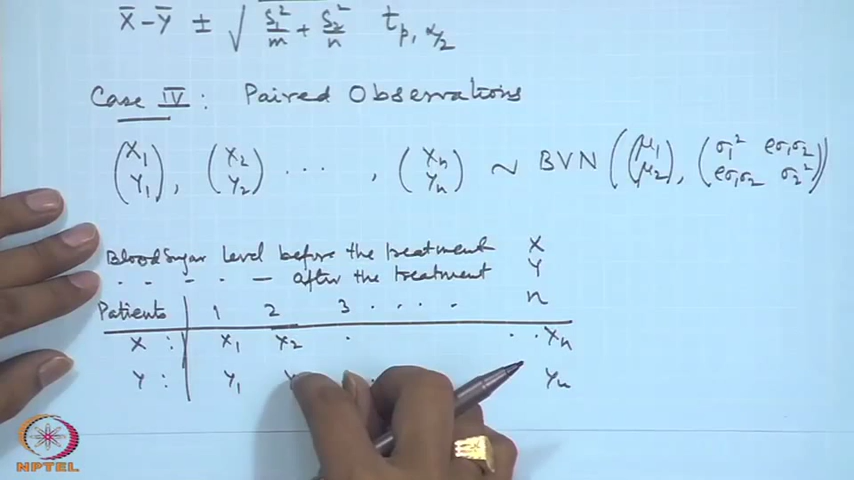 X̄ - Ȳ ± √ S₁²/m + S₂²/n t p, α/2
Case IV : Paired Observations
(X₁ Y₁), (X₂ Y₂) · · · , (Xn Yn) ~ BVN ((μ₁ μ₂), (σ₁² ρσ₁σ₂ ρσ₁σ₂ σ₂²))
Blood Sugar level before the treatment X
· · - · - — after the treatment Y
Patients | 1 2 3 · · · · n
X : | X₁ X₂ · · · Xn
Y : | Y₁ Yn
NPTEL